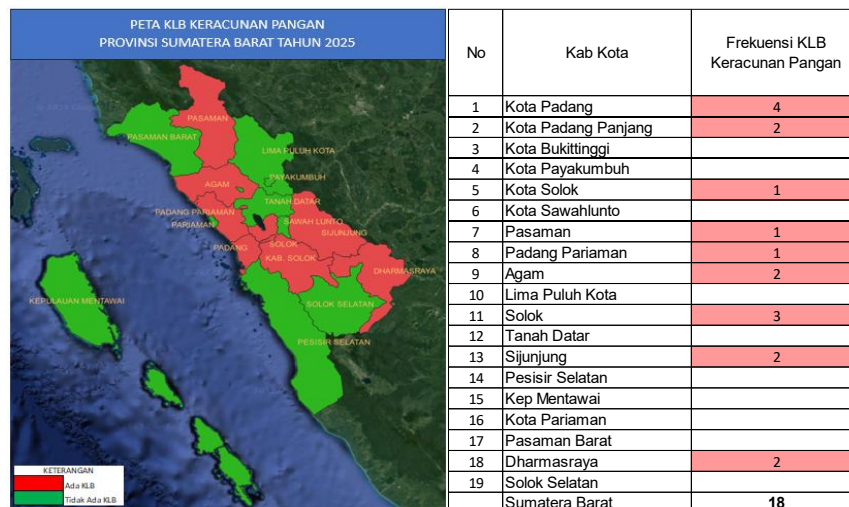 PETA KLB KERACUNAN PANGAN
PROVINSI SUMATERA BARAT TAHUN 2025
PASAMAN
PASAMAN BARAT
LIMA PULUH KOTA
PAYAKUMBUH
AGAM
TANAH DATAR
PADANG PARIAMAN
PARIAMAN
SAWAH LUNTO
SIJUNJUNG
PADANG
SOLOK
KAB. SOLOK
DHARMASRAYA
KEPULAUAN MENTAWAI
SOLOK SELATAN
PESISIR SELATAN
KETERANGAN
Ada KLB
Tidak Ada KLB
No Kab Kota Frekuensi KLB
Keracunan Pangan
1 Kota Padang 4
2 Kota Padang Panjang 2
3 Kota Bukittinggi
4 Kota Payakumbuh
5 Kota Solok 1
6 Kota Sawahlunto
7 Pasaman 1
8 Padang Pariaman 1
9 Agam 2
10 Lima Puluh Kota
11 Solok 3
12 Tanah Datar
13 Sijunjung 2
14 Pesisir Selatan
15 Kep Mentawai
16 Kota Pariaman
17 Pasaman Barat
18 Dharmasraya 2
19 Solok Selatan
Sumatera Barat 18